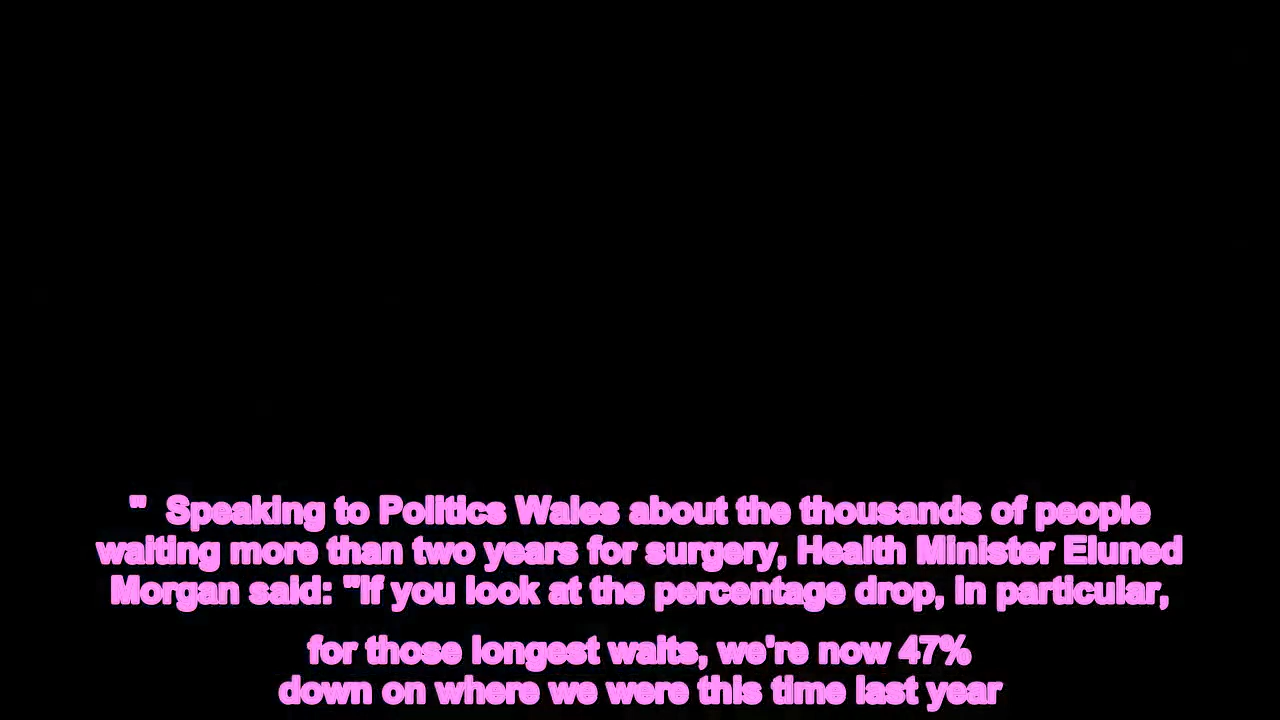 "  Speaking to Politics Wales about the thousands of people
waiting more than two years for surgery, Health Minister Eluned
Morgan said: "If you look at the percentage drop, in particular,
for those longest waits, we're now 47%
down on where we were this time last year